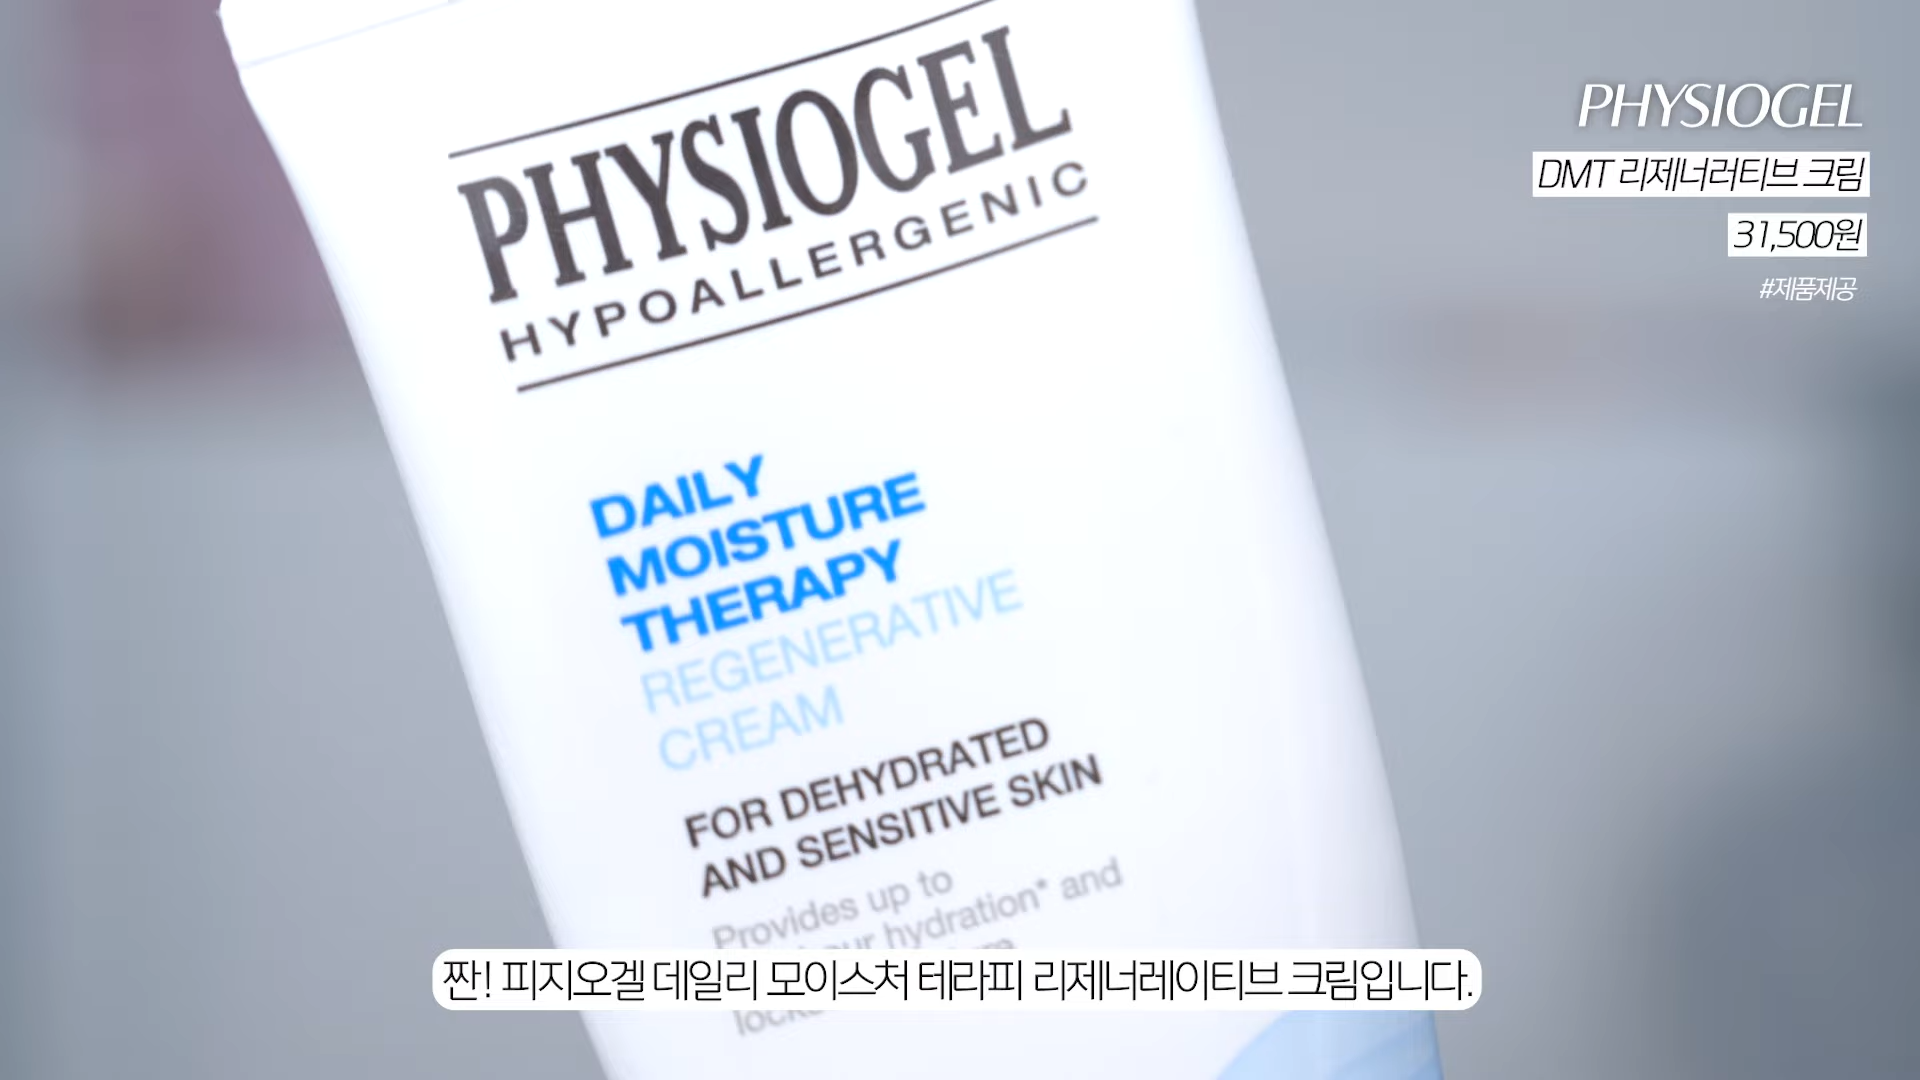 PHYSIOGEL
HYPOALLERGENIC
DAILY
MOISTURE
THERAPY
REGENERATIVE
CREAM
FOR DEHYDRATED
AND SENSITIVE SKIN
Provides up to
hydration* and
PHYSIOGEL
DMT 리제너러티브 크림
31,500원
#제품제공
짠! 피지오겔 데일리 모이스처 테라피 리제너레이티브 크림입니다.